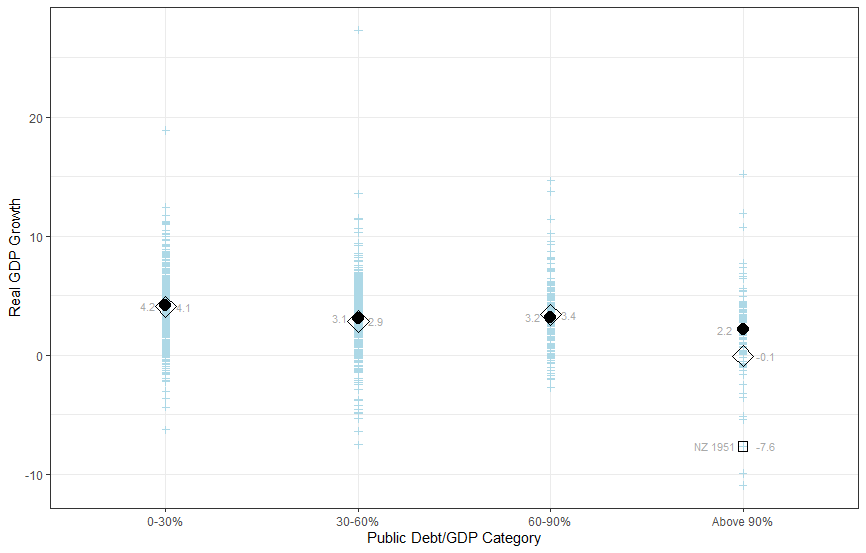 Real GDP Growth
20
10
0
-10
4.2 4.1
3.1 2.9
3.2 3.4
2.2
-0.1
NZ 1951 -7.6
0-30% 30-60% 60-90% Above 90%
Public Debt/GDP Category